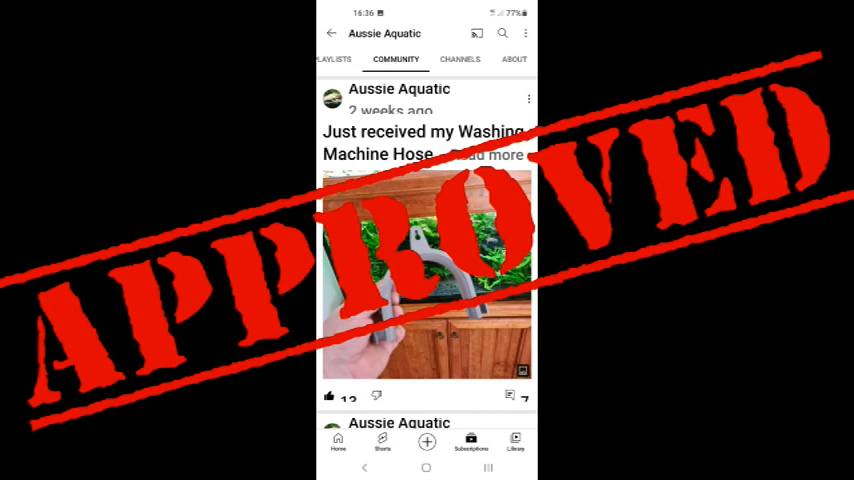 16:36
77%
Aussie Aquatic
PLAYLISTS COMMUNITY CHANNELS ABOUT
Aussie Aquatic
2 weeks ago
Just received my Washing
Machine Hose... Read more
APPROVED
13
7
Aussie Aquatic
Home Shorts Subscriptions Library